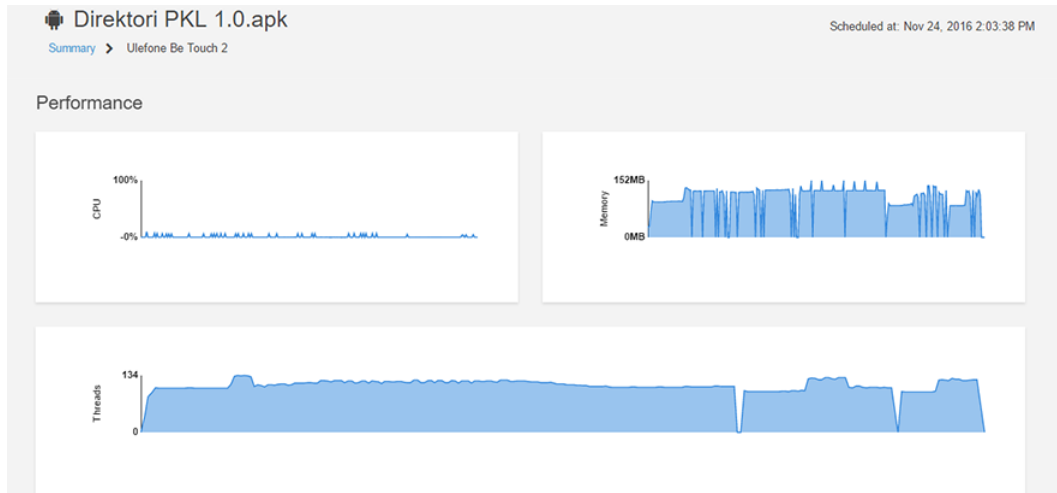 Direktori PKL 1.0.apk
Scheduled at: Nov 24, 2016 2:03:38 PM
Summary > Ulefone Be Touch 2
Performance
100%
CPU
-0%
152MB
Memory
0MB
134
Threads
0